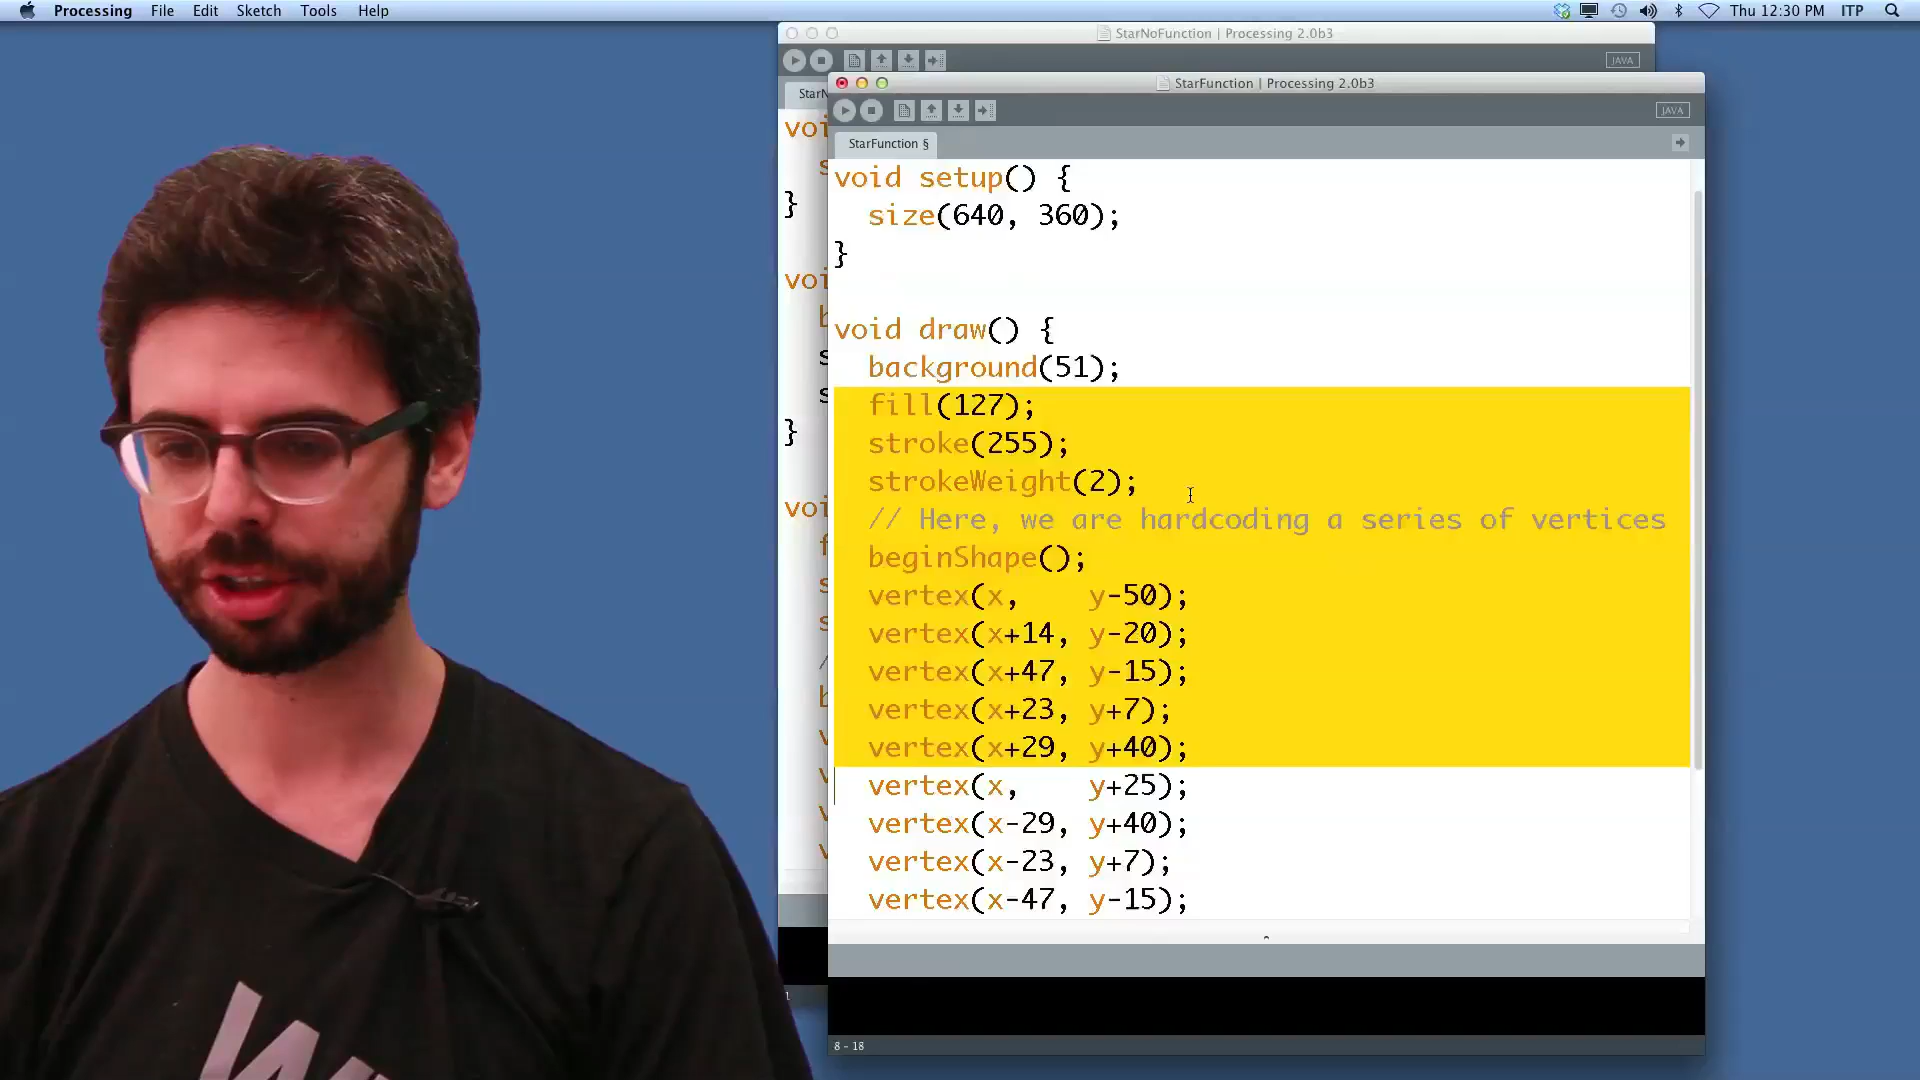 Processing File Edit Sketch Tools Help Thu 12:30 PM ITP
StarNoFunction | Processing 2.0b3
JAVA
StarFunction | Processing 2.0b3
JAVA
StarFunction §
void setup() {
size(640, 360);
}
void draw() {
background(51);
fill(127);
stroke(255);
strokeWeight(2);
// Here, we are hardcoding a series of vertices
beginShape();
vertex(x, y-50);
vertex(x+14, y-20);
vertex(x+47, y-15);
vertex(x+23, y+7);
vertex(x+29, y+40);
vertex(x, y+25);
vertex(x-29, y+40);
vertex(x-23, y+7);
vertex(x-47, y-15);
8 - 18